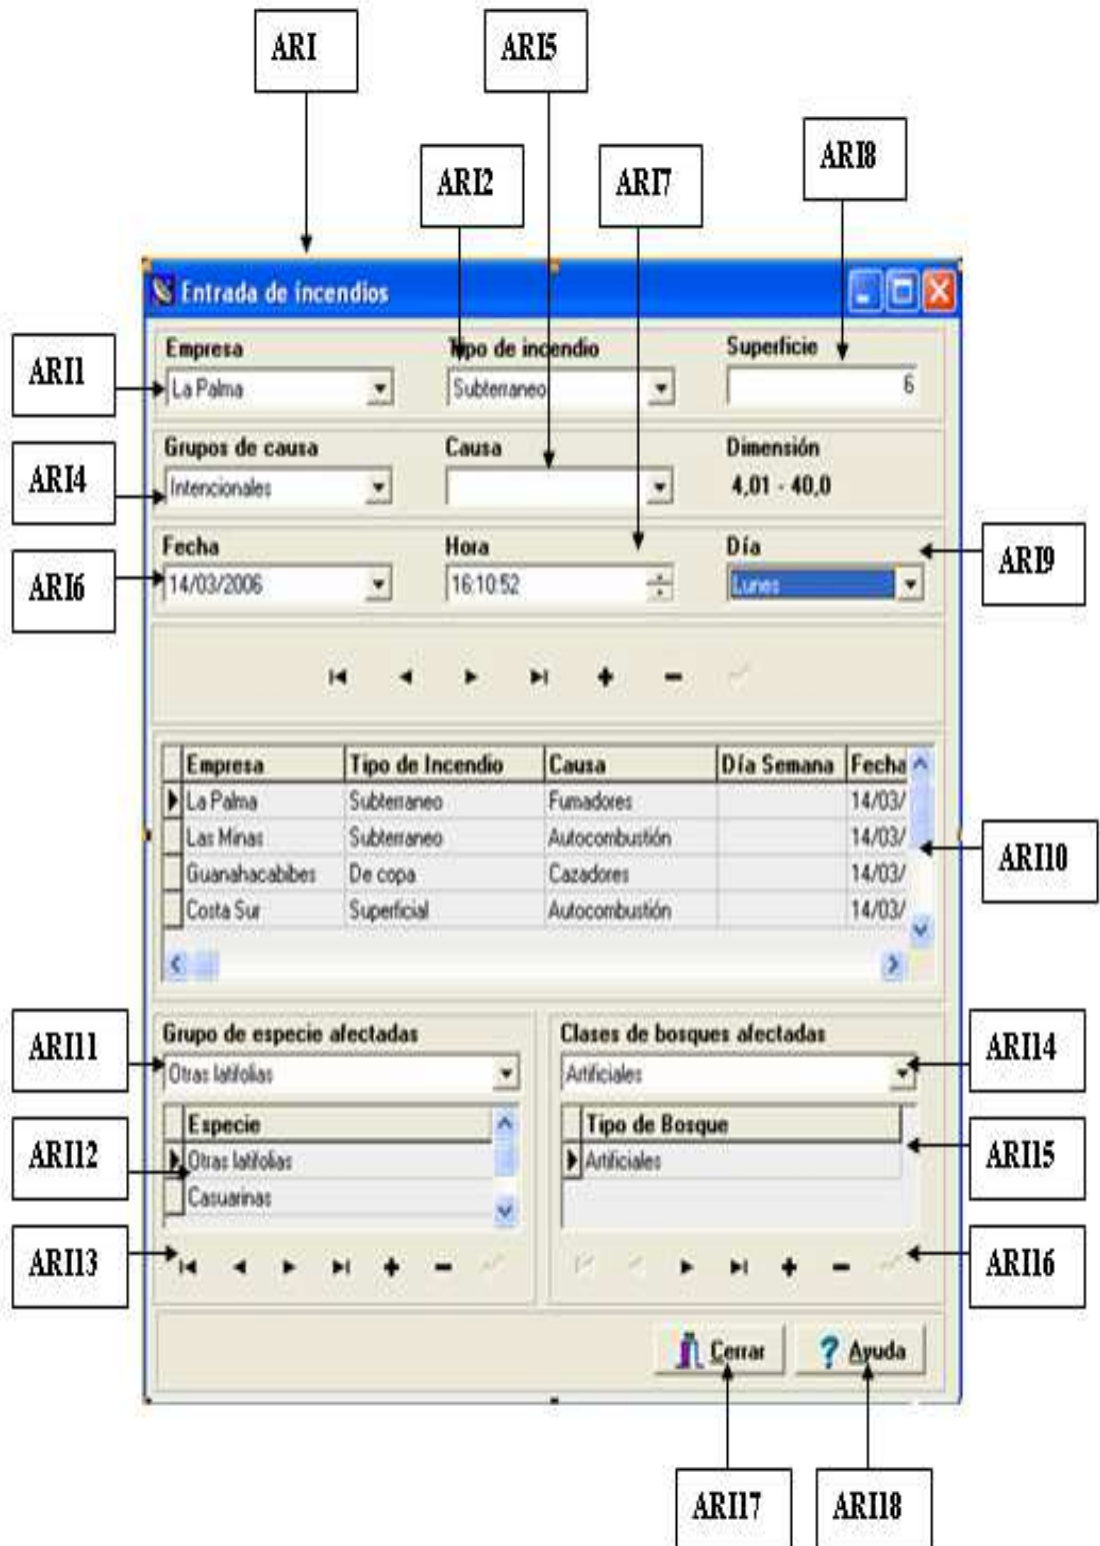 ARI
ARI5
ARI2
ARI7
ARI8
Entrada de incendios
ARI1
Empresa
Tipo de incendio
Superficie
La Palma
Subterraneo
6
ARI4
Grupos de causa
Causa
Dimensión
Intencionales
4,01 - 40,0
ARI6
Fecha
Hora
Día
ARI9
14/03/2006
16:10:52
Lunes
Empresa Tipo de Incendio Causa Día Semana Fecha
La Palma Subterraneo Fumadores 14/03/
Las Minas Subterraneo Autocombustión 14/03/
Guanahacabibes De copa Cazadores 14/03/
Costa Sur Superficial Autocombustión 14/03/
ARI10
ARI11
Grupo de especie afectadas
Clases de bosques afectadas
ARI14
Otras latifolias
Artificiales
ARI12
Especie
Tipo de Bosque
ARI15
Otras latifolias
Artificiales
Casuarinas
ARI13
ARI16
Cerrar
Ayuda
ARI17
ARI18